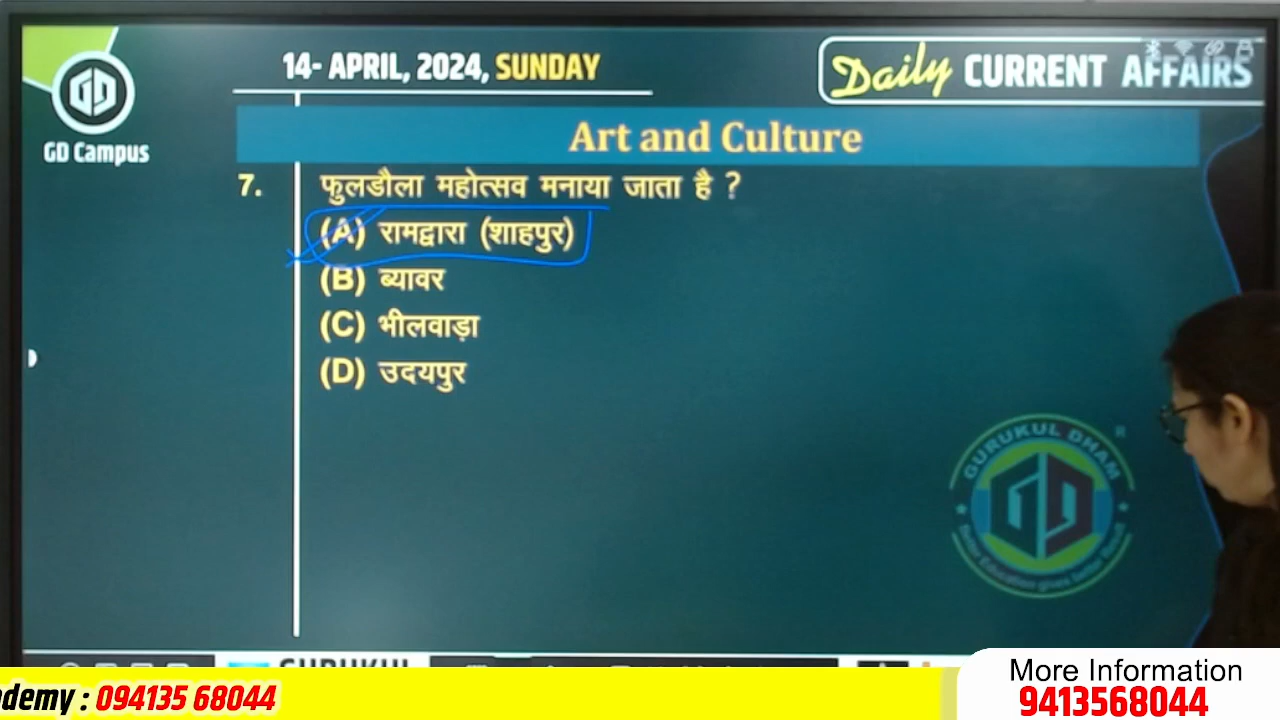 14- APRIL, 2024, SUNDAY
Daily CURRENT AFFAIRS
GD Campus
Art and Culture
7. फुलडौला महोत्सव मनाया जाता है ?
(A) रामद्वारा (शाहपुर)
(B) ब्यावर
(C) भीलवाड़ा
(D) उदयपुर
GURUKUL DHAM
R
GURUKUL
More Information
demy : 094135 68044
9413568044